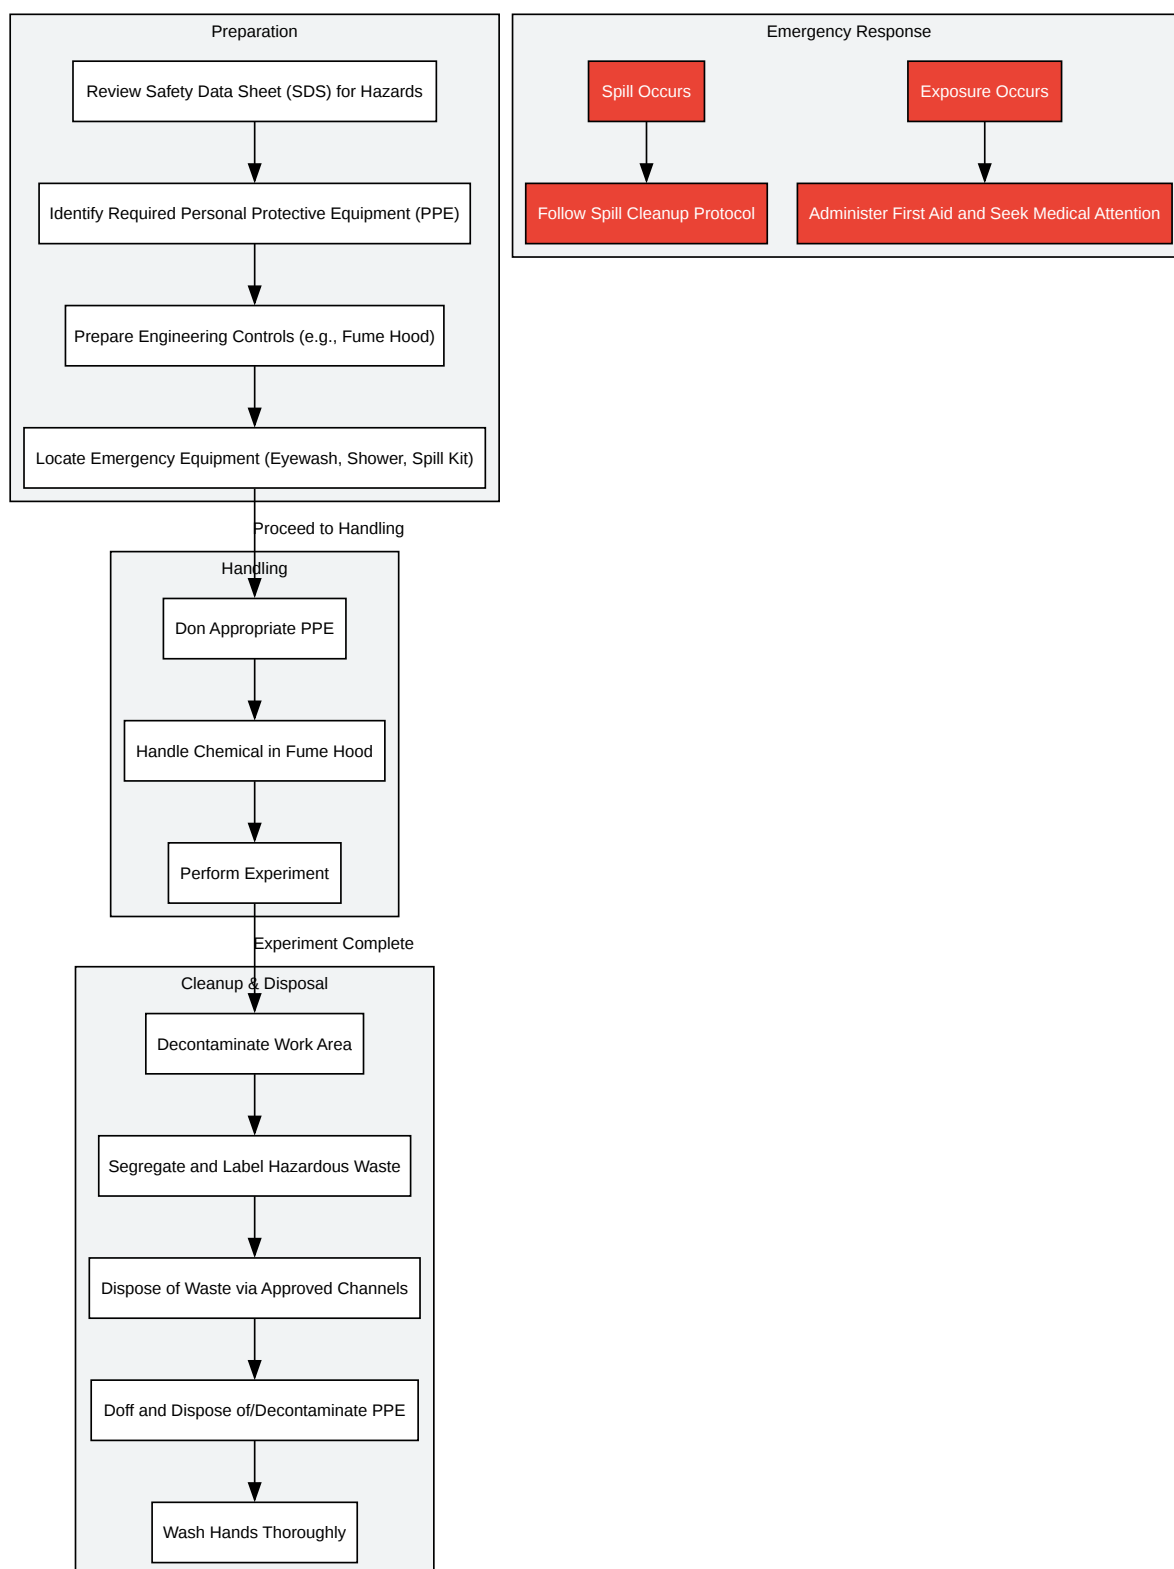 Preparation
Review Safety Data Sheet (SDS) for Hazards
Identify Required Personal Protective Equipment (PPE)
Prepare Engineering Controls (e.g., Fume Hood)
Locate Emergency Equipment (Eyewash, Shower, Spill Kit)
Proceed to Handling
Handling
Don Appropriate PPE
Handle Chemical in Fume Hood
Perform Experiment
Experiment Complete
Cleanup & Disposal
Decontaminate Work Area
Segregate and Label Hazardous Waste
Dispose of Waste via Approved Channels
Doff and Dispose of/Decontaminate PPE
Wash Hands Thoroughly
Emergency Response
Spill Occurs
Follow Spill Cleanup Protocol
Exposure Occurs
Administer First Aid and Seek Medical Attention